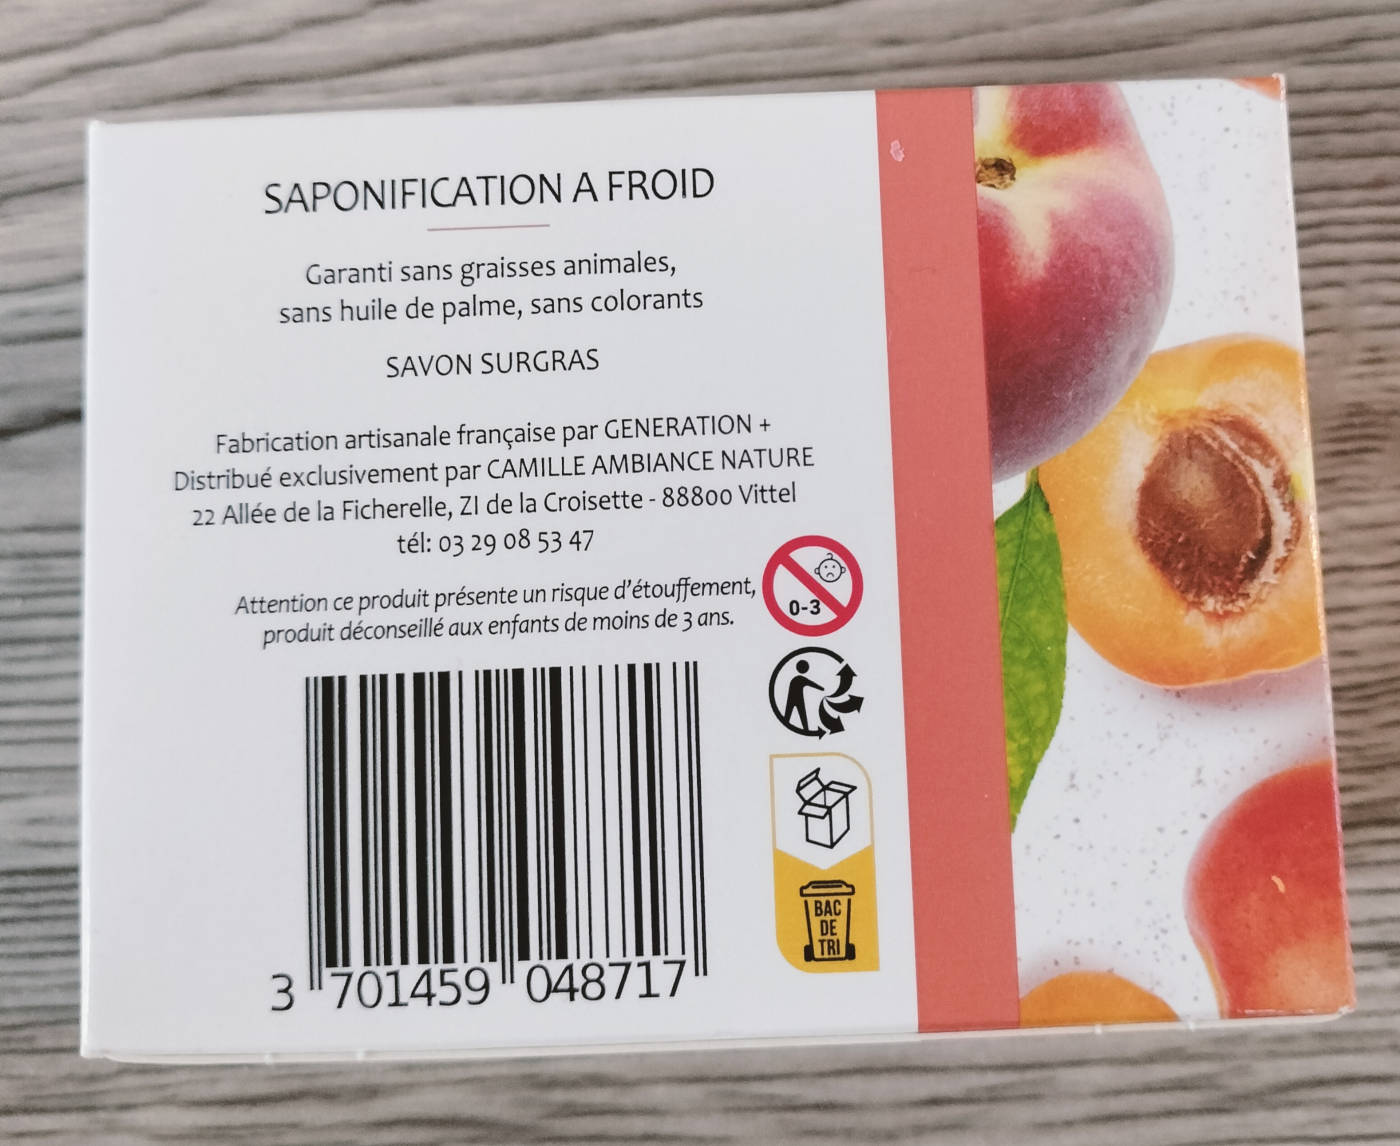 SAPONIFICATION A FROID
Garanti sans graisses animales,
sans huile de palme, sans colorants
SAVON SURGRAS
Fabrication artisanale française par GENERATION +
Distribué exclusivement par CAMILLE AMBIANCE NATURE
22 Allée de la Ficherelle, ZI de la Croisette - 88800 Vittel
tél: 03 29 08 53 47
Attention ce produit présente un risque d'étouffement,
produit déconseillé aux enfants de moins de 3 ans.
0-3
BAC
DE
TRI
3 701459 048717